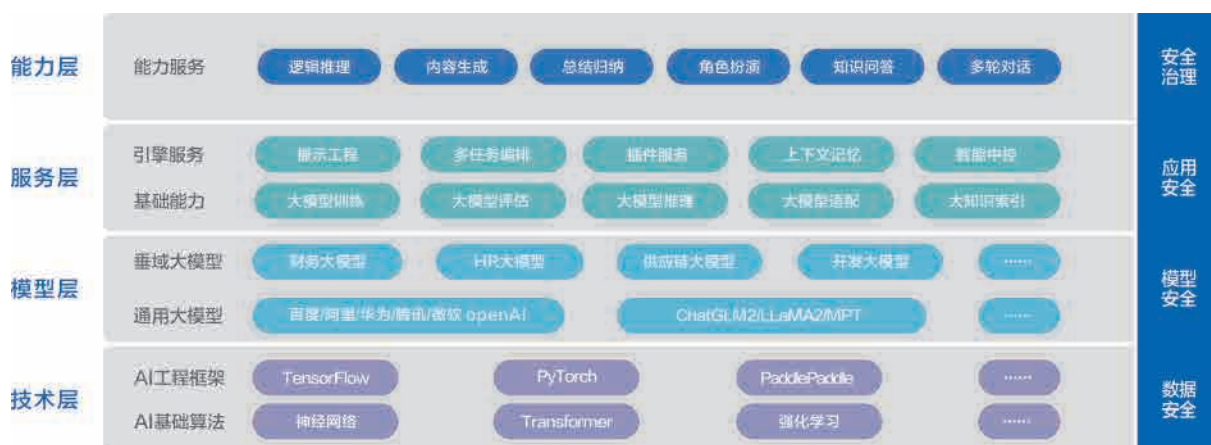 能力层
能力服务
逻辑推理
内容生成
总结归纳
角色扮演
知识问答
多轮对话
安全
治理
服务层
引擎服务
提示工程
多任务编排
插件服务
上下文记忆
智能中控
应用
安全
基础能力
大模型训练
大模型评估
大模型推理
大模型适配
大知识索引
模型层
垂域大模型
财务大模型
HR大模型
供应链大模型
开发大模型
······
模型
安全
通用大模型
百度/阿里/华为/腾讯/微软 openAI
ChatGLM2/LLaMA2/MPT
······
技术层
AI工程框架
TensorFlow
PyTorch
PaddlePaddle
······
数据
安全
AI基础算法
神经网络
Transformer
强化学习
······